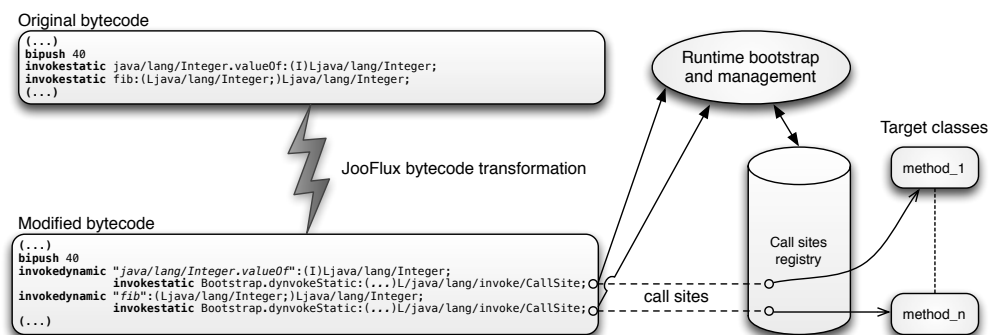 Original bytecode
(...)
bipush 40
invokestatic java/lang/Integer.valueOf:(I)Ljava/lang/Integer;
invokestatic fib:(Ljava/lang/Integer;)Ljava/lang/Integer;
(...)
Runtime bootstrap
and management
JooFlux bytecode transformation
Target classes
method_1
Modified bytecode
(...)
bipush 40
invokedynamic "java/lang/Integer.valueOf":(I)Ljava/lang/Integer;
invokestatic Bootstrap.dynvokeStatic:(...)L/java/lang/invoke/CallSite;
invokedynamic "fib":(Ljava/lang/Integer;)Ljava/lang/Integer;
invokestatic Bootstrap.dynvokeStatic:(...)L/java/lang/invoke/CallSite;
(...)
call sites
Call sites
registry
method_n